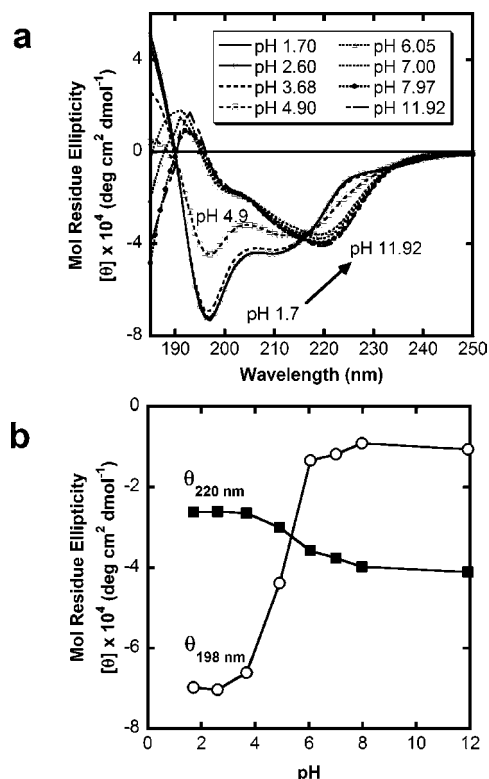 a
pH 1.70
pH 2.60
pH 3.68
pH 4.90
pH 6.05
pH 7.00
pH 7.97
pH 11.92
Mol Residue Ellipticity
[θ] x 10⁴ (deg cm² dmol⁻¹)
4
0
-4
-8
pH 4.9
pH 11.92
pH 1.7
190 200 210 220 230 240 250
Wavelength (nm)
b
Mol Residue Ellipticity
[θ] x 10⁴ (deg cm² dmol⁻¹)
0
-2
-4
-6
-8
θ220 nm
θ198 nm
0 2 4 6 8 10 12
pH